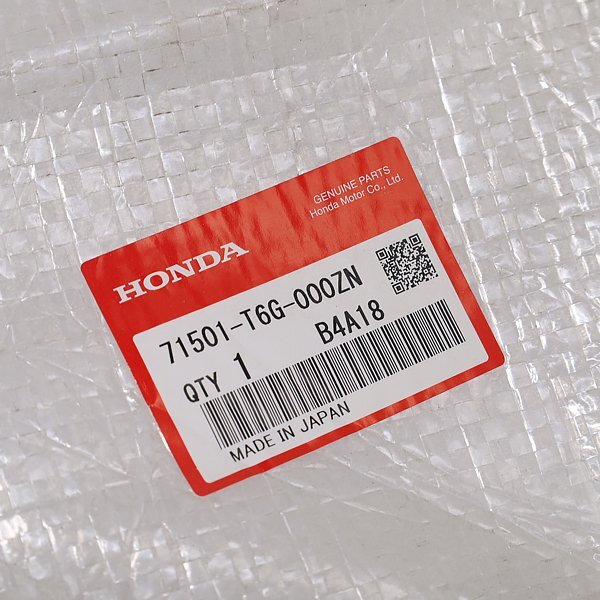 GENUINE PARTS
Honda Motor Co., Ltd.
HONDA
71501-T6G-000ZN
QTY 1 B4A18
MADE IN JAPAN